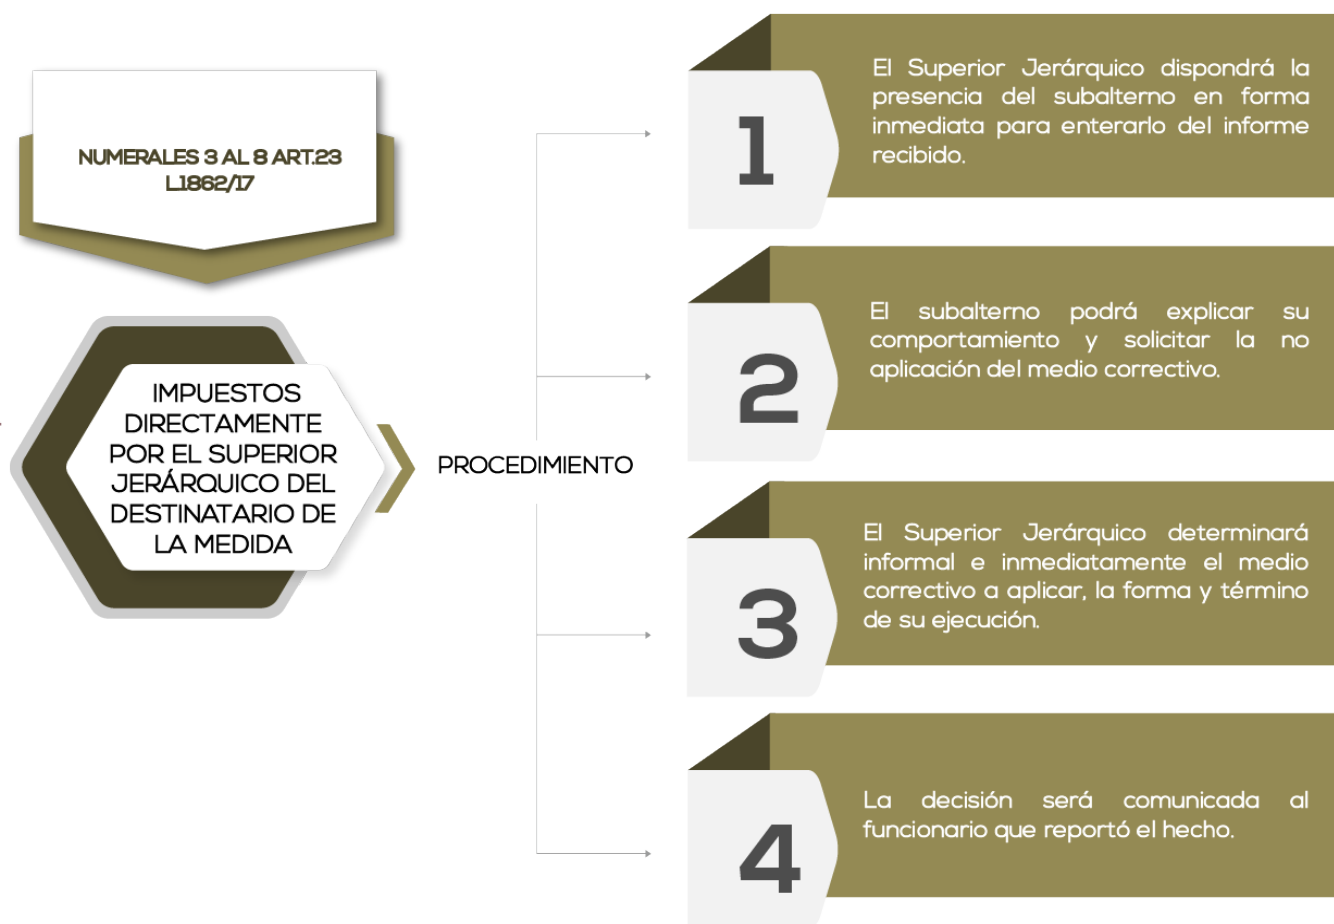 NUMERALES 3 AL 8 ART.23
L1862/17
IMPUESTOS
DIRECTAMENTE
POR EL SUPERIOR
JERÁRQUICO DEL
DESTINATARIO DE
LA MEDIDA
PROCEDIMIENTO
1
El Superior Jerárquico dispondrá la
presencia del subalterno en forma
inmediata para enterarlo del informe
recibido.
2
El subalterno podrá explicar su
comportamiento y solicitar la no
aplicación del medio correctivo.
3
El Superior Jerárquico determinará
informal e inmediatamente el medio
correctivo a aplicar, la forma y término
de su ejecución.
4
La decisión será comunicada al
funcionario que reportó el hecho.